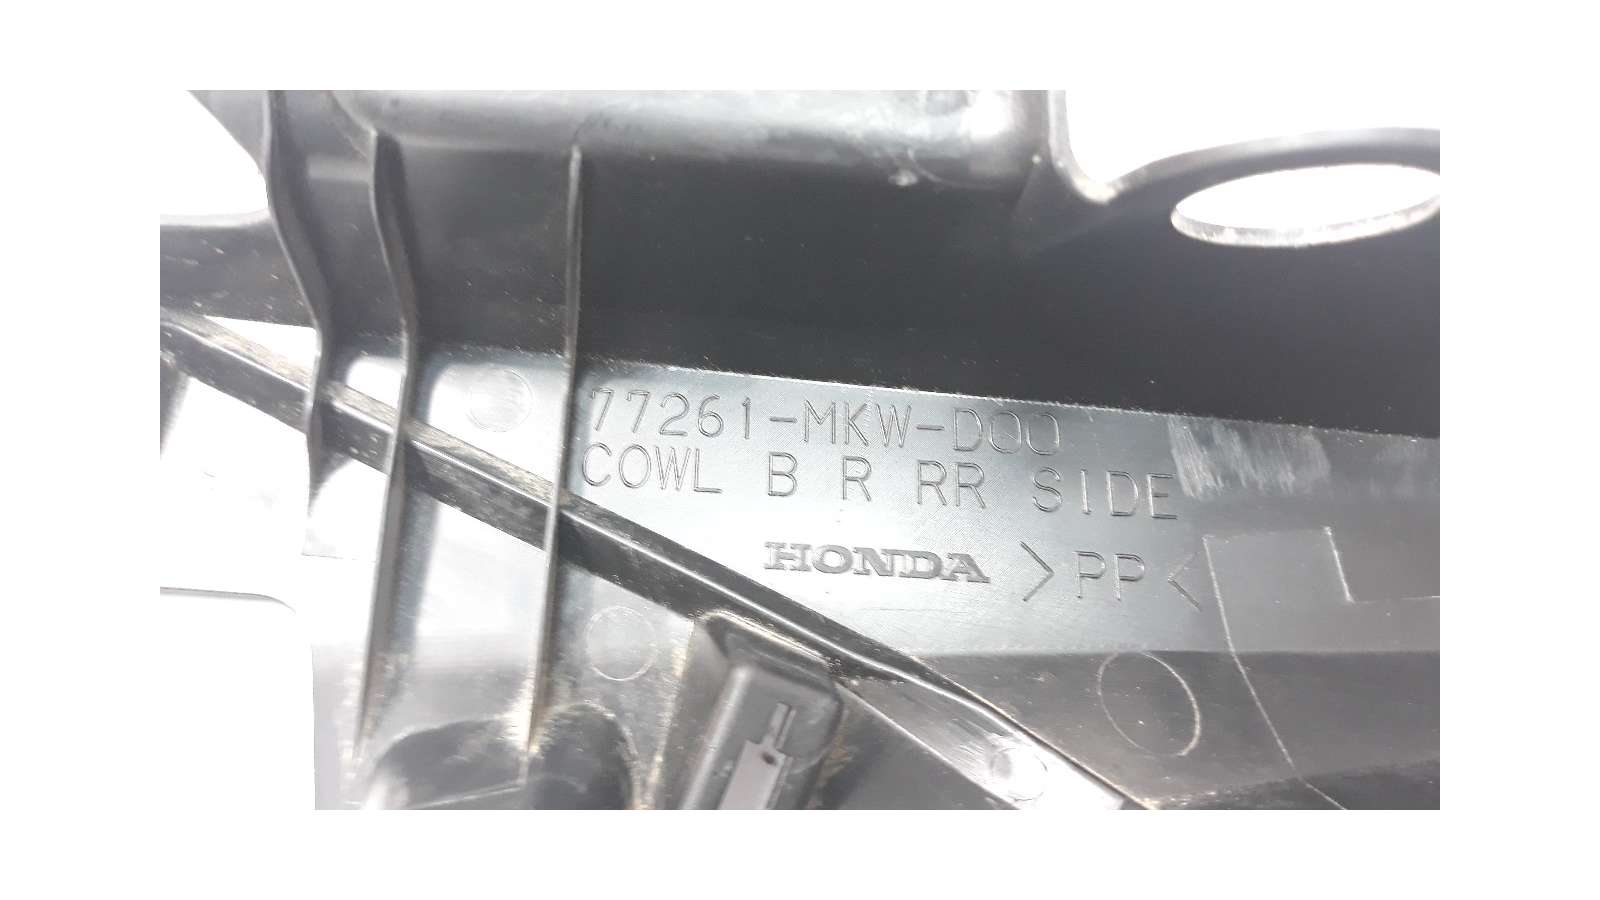 77261-MKW-D00
COWL B R RR SIDE
HONDA >PP<